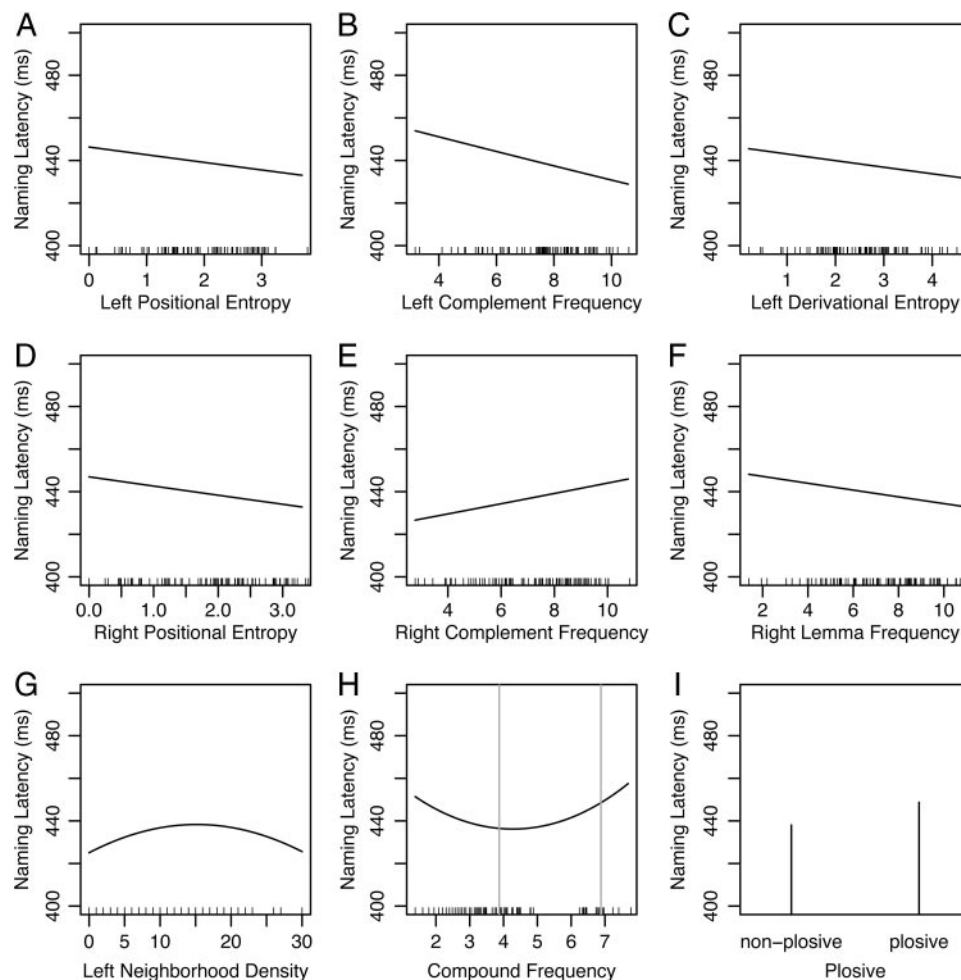 A
Naming Latency (ms)
400 440 480
0 1 2 3
Left Positional Entropy
B
Naming Latency (ms)
400 440 480
4 6 8 10
Left Complement Frequency
C
Naming Latency (ms)
400 440 480
1 2 3 4
Left Derivational Entropy
D
Naming Latency (ms)
400 440 480
0.0 1.0 2.0 3.0
Right Positional Entropy
E
Naming Latency (ms)
400 440 480
4 6 8 10
Right Complement Frequency
F
Naming Latency (ms)
400 440 480
2 4 6 8 10
Right Lemma Frequency
G
Naming Latency (ms)
400 440 480
0 10 20 30
Left Neighborhood Density
H
Naming Latency (ms)
400 440 480
2 3 4 5 6 7
Compound Frequency
I
Naming Latency (ms)
400 440 480
non−plosive plosive
Plosive